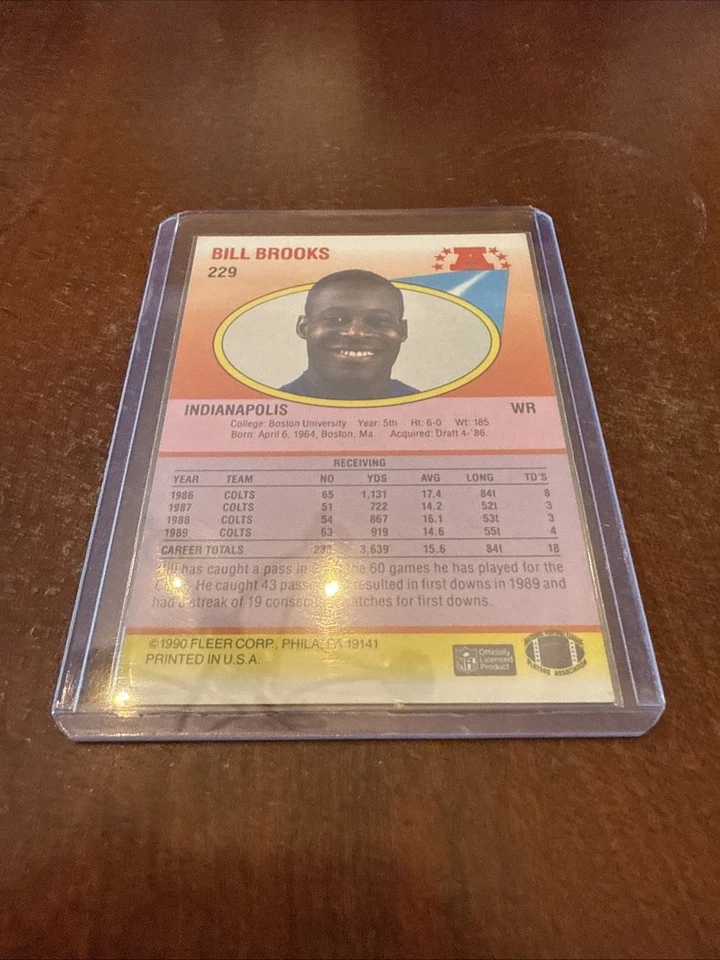 BILL BROOKS
229
A
INDIANAPOLIS WR
College: Boston University Year: 5th Ht: 6-0 Wt: 185
Born: April 6, 1964, Boston, Ma. Acquired: Draft 4-'86
RECEIVING
YEAR TEAM NO YDS AVG LONG TD'S
1986 COLTS 65 1,131 17.4 84t 8
1987 COLTS 51 722 14.2 52t 3
1988 COLTS 54 867 16.1 53t 3
1989 COLTS 63 919 14.6 55t 4
CAREER TOTALS 3,639 15.6 84t 18
Bill has caught a pass in the 60 games he has played for the
He caught 43 resulted in first downs in 1989 and
had a streak of 19 for first downs.
©1990 FLEER CORP., PHILA., PA 19141
PRINTED IN U.S.A.
NFL
Officially
Licensed
Product
PLAYERS ASSOCIATION